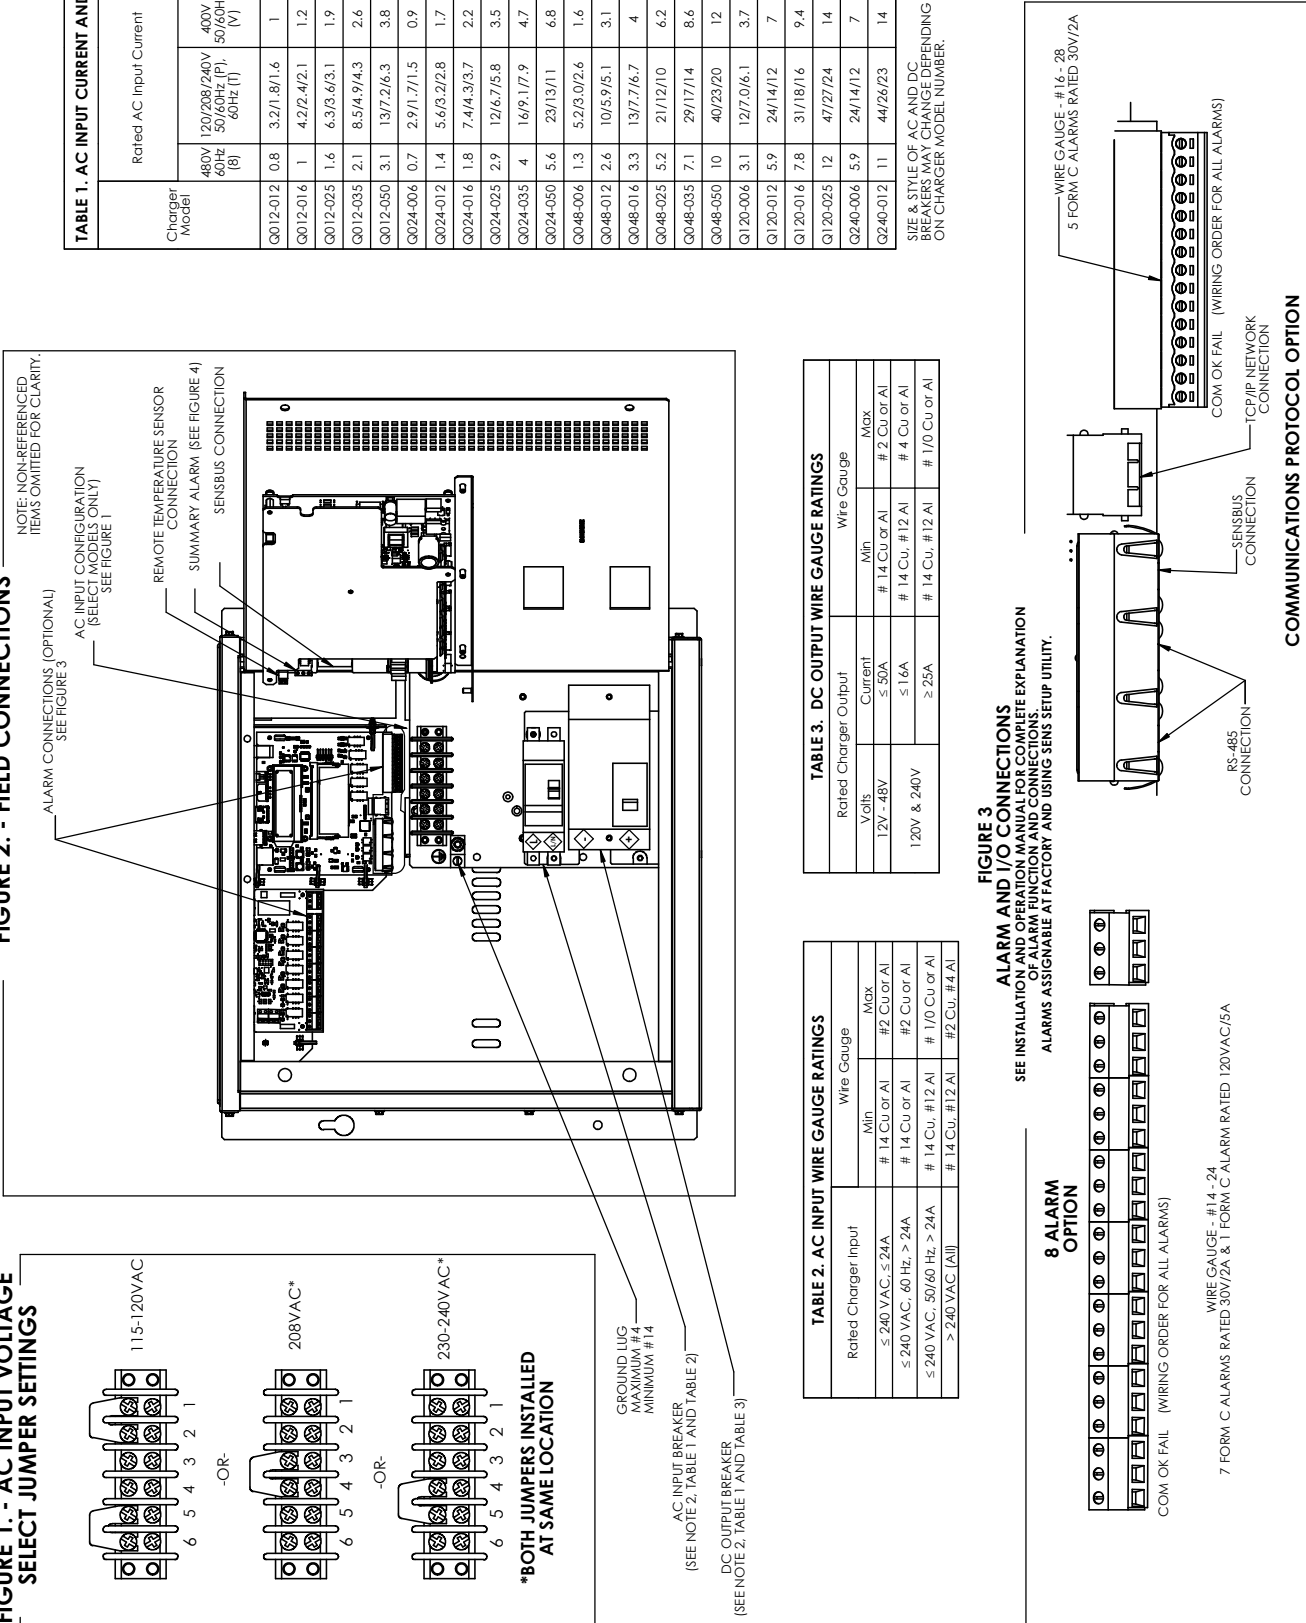 FIGURE 1. - AC INPUT VOLTAGE
SELECT JUMPER SETTINGS
115-120VAC
6 5 4 3 2 1
-OR-
208VAC*
6 5 4 3 2 1
-OR-
230-240VAC*
6 5 4 3 2 1
*BOTH JUMPERS INSTALLED
AT SAME LOCATION
FIGURE 2. - FIELD CONNECTIONS
NOTE: NON-REFERENCED
ITEMS OMITTED FOR CLARITY.
ALARM CONNECTIONS (OPTIONAL)
SEE FIGURE 3
AC INPUT CONFIGURATION
(SELECT MODELS ONLY)
SEE FIGURE 1
REMOTE TEMPERATURE SENSOR
CONNECTION
SUMMARY ALARM (SEE FIGURE 4)
SENSBUS CONNECTION
GROUND LUG
MAXIMUM #4
MINIMUM #14
AC INPUT BREAKER
(SEE NOTE 2, TABLE 1 AND TABLE 2)
DC OUTPUT BREAKER
(SEE NOTE 2, TABLE 1 AND TABLE 3)
- +
TABLE 1. AC INPUT CURRENT AND
Charger
Model
Rated AC Input Current
480V
60Hz
(8)
120/208/240V
50/60Hz (P),
60Hz (T)
400V
50/60H
(V)
Q012-012 0.8 3.2/1.8/1.6 1
Q012-016 1 4.2/2.4/2.1 1.2
Q012-025 1.6 6.3/3.6/3.1 1.9
Q012-035 2.1 8.5/4.9/4.3 2.6
Q012-050 3.1 13/7.2/6.3 3.8
Q024-006 0.7 2.9/1.7/1.5 0.9
Q024-012 1.4 5.6/3.2/2.8 1.7
Q024-016 1.8 7.4/4.3/3.7 2.2
Q024-025 2.9 12/6.7/5.8 3.5
Q024-035 4 16/9.1/7.9 4.7
Q024-050 5.6 23/13/11 6.8
Q048-006 1.3 5.2/3.0/2.6 1.6
Q048-012 2.6 10/5.9/5.1 3.1
Q048-016 3.3 13/7.7/6.7 4
Q048-025 5.2 21/12/10 6.2
Q048-035 7.1 29/17/14 8.6
Q048-050 10 40/23/20 12
Q120-006 3.1 12/7.0/6.1 3.7
Q120-012 5.9 24/14/12 7
Q120-016 7.8 31/18/16 9.4
Q120-025 12 47/27/24 14
Q240-006 5.9 24/14/12 7
Q240-012 11 44/26/23 14
SIZE & STYLE OF AC AND DC
BREAKERS MAY CHANGE DEPENDING
ON CHARGER MODEL NUMBER.
TABLE 2. AC INPUT WIRE GAUGE RATINGS
Rated Charger Input Wire Gauge
Min Max
≤ 240 VAC, ≤ 24A # 14 Cu or Al #2 Cu or Al
≤ 240 VAC, 60 Hz, > 24A # 14 Cu or Al #2 Cu or Al
≤ 240 VAC, 50/60 Hz, > 24A # 14 Cu, #12 Al # 1/0 Cu or Al
> 240 VAC (All) # 14 Cu, #12 Al #2 Cu, #4 Al
TABLE 3. DC OUTPUT WIRE GAUGE RATINGS
Rated Charger Output Wire Gauge
Volts Current Min Max
12V - 48V ≤ 50A # 14 Cu or Al # 2 Cu or Al
120V & 240V ≤ 16A # 14 Cu, #12 Al # 4 Cu or Al
≥ 25A # 14 Cu, #12 Al # 1/0 Cu or Al
FIGURE 3
ALARM AND I/O CONNECTIONS
SEE INSTALLATION AND OPERATION MANUAL FOR COMPLETE EXPLANATION
OF ALARM FUNCTION AND CONNECTIONS.
ALARMS ASSIGNABLE AT FACTORY AND USING SENS SETUP UTILITY.
8 ALARM
OPTION
COM OK FAIL (WIRING ORDER FOR ALL ALARMS)
WIRE GAUGE - #14 - 24
7 FORM C ALARMS RATED 30V/2A & 1 FORM C ALARM RATED 120VAC/5A
WIRE GAUGE - #16 - 28
5 FORM C ALARMS RATED 30V/2A
COM OK FAIL (WIRING ORDER FOR ALL ALARMS)
RS-485
CONNECTION
SENSBUS
CONNECTION
TCP/IP NETWORK
CONNECTION
COMMUNICATIONS PROTOCOL OPTION